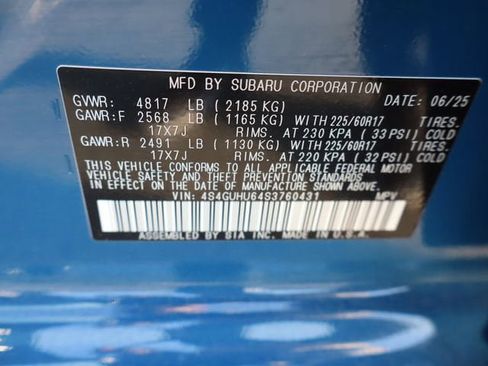 MFD BY SUBARU CORPORATION
GVWR: 4817 LB (2185 KG) DATE: 06/25
GAWR:F 2568 LB (1165 KG) WITH 225/60R17 TIRES.
17X7J RIMS. AT 230 KPA (33 PSI) COLD
GAWR:R 2491 LB (1130 KG) WITH 225/60R17 TIRES.
17X7J RIMS. AT 220 KPA (32 PSI) COLD
THIS VEHICLE CONFORMS TO ALL APPLICABLE FEDERAL MOTOR
VEHICLE SAFETY AND THEFT PREVENTION STANDARDS IN EFFECT
ON THE DATE OF MANUFACTURE SHOWN ABOVE.
VIN: 4S4GUHU64S3760431 MPV
ASSEMBLED BY SIA INC. IN U.S.A.